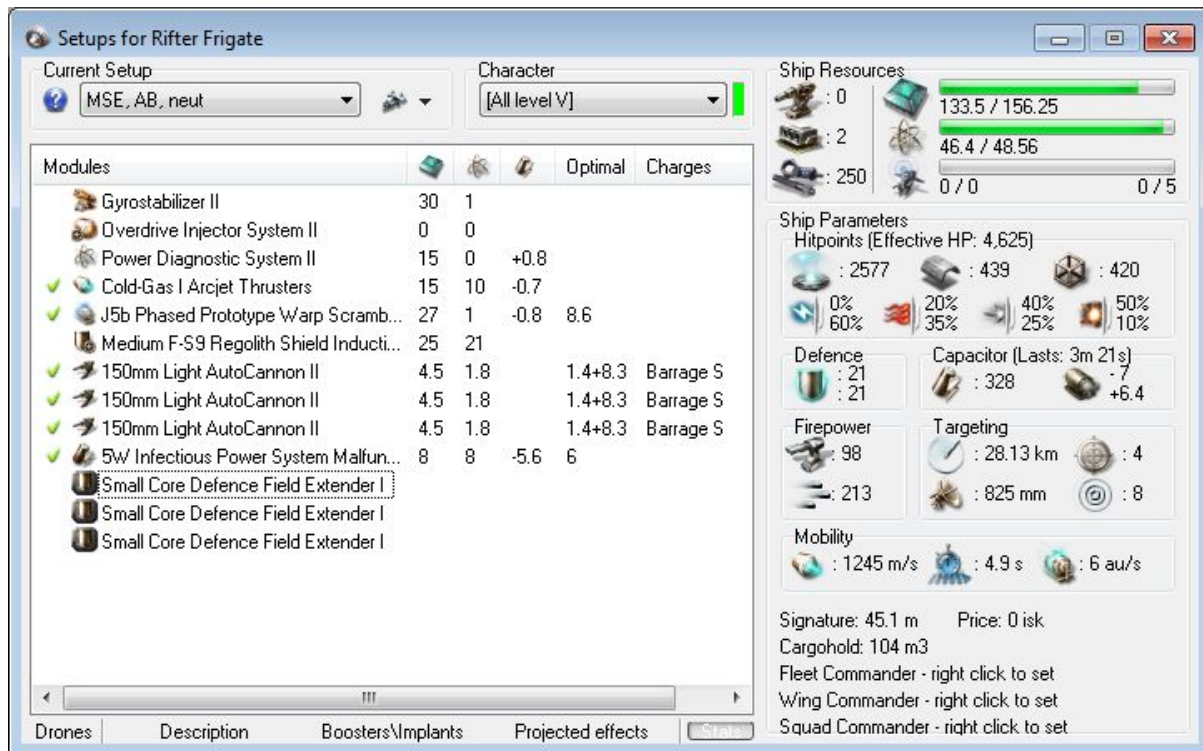 Setups for Rifter Frigate
Current Setup
MSE, AB, neut
Character
[All level V]
Modules Optimal Charges
Gyrostabilizer II 30 1
Overdrive Injector System II 0 0
Power Diagnostic System II 15 0 +0.8
Cold-Gas I Arcjet Thrusters 15 10 -0.7
J5b Phased Prototype Warp Scramb... 27 1 -0.8 8.6
Medium F-S9 Regolith Shield Inducti... 25 21
150mm Light AutoCannon II 4.5 1.8 1.4+8.3 Barrage S
150mm Light AutoCannon II 4.5 1.8 1.4+8.3 Barrage S
150mm Light AutoCannon II 4.5 1.8 1.4+8.3 Barrage S
5W Infectious Power System Malfun... 8 8 -5.6 6
Small Core Defence Field Extender I
Small Core Defence Field Extender I
Small Core Defence Field Extender I
Drones Description Boosters\Implants Projected effects Stats
Ship Resources
: 0 133.5 / 156.25
: 2 46.4 / 48.56
: 250 0 / 0 0 / 5
Ship Parameters
Hitpoints (Effective HP: 4,625)
: 2577 : 439 : 420
0% 20% 40% 50%
60% 35% 25% 10%
Defence
: 21
: 21
Capacitor (Lasts: 3m 21s)
: 328 - 7
+6.4
Firepower
: 98
: 213
Targeting
: 28.13 km : 4
: 825 mm : 8
Mobility
: 1245 m/s : 4.9 s : 6 au/s
Signature: 45.1 m Price: 0 isk
Cargohold: 104 m3
Fleet Commander - right click to set
Wing Commander - right click to set
Squad Commander - right click to set